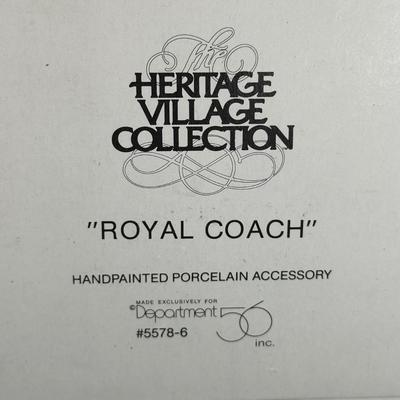 The
HERITAGE
VILLAGE
COLLECTION
"ROYAL COACH"
HANDPAINTED PORCELAIN ACCESSORY
MADE EXCLUSIVELY FOR
©Department 56
#5578-6 inc.